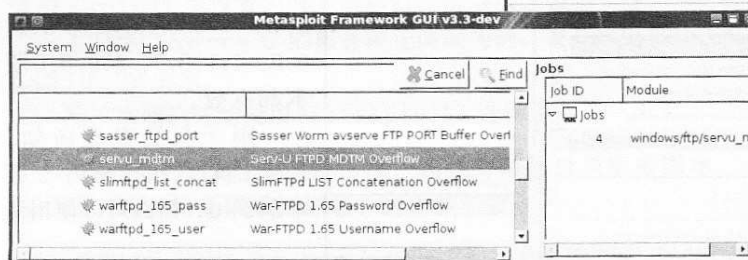 Metasploit Framework GUI v3.3-dev
System Window Help
Cancel Find
sasser_ftpd_port Sasser Worm avserve FTP PORT Buffer Overfl
servu_mdtm Serv-U FTPD MDTM Overflow
slimftpd_list_concat SlimFTPd LIST Concatenation Overflow
warftpd_165_pass War-FTPD 1.65 Password Overflow
warftpd_165_user War-FTPD 1.65 Username Overflow
Jobs
Job ID Module
Jobs
4 windows/ftp/servu_m